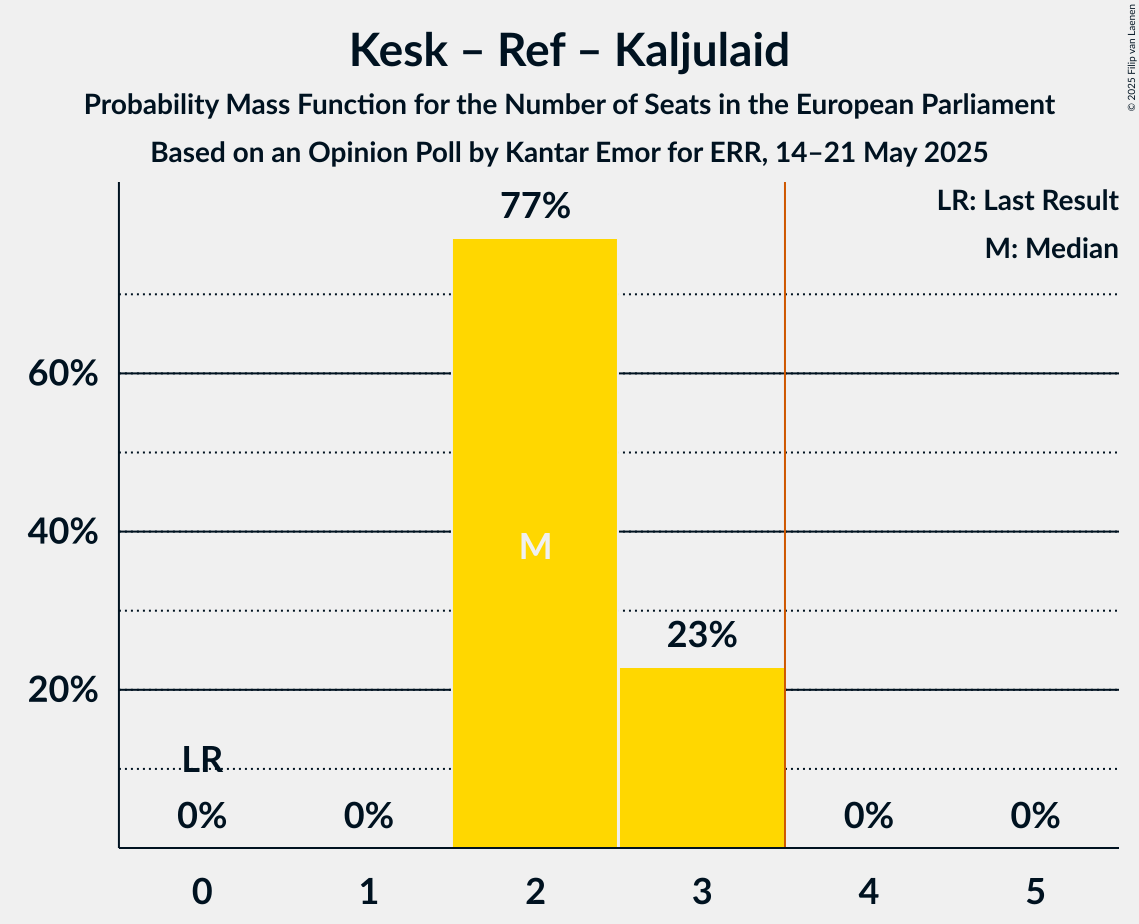 Kesk – Ref – Kaljulaid
Probability Mass Function for the Number of Seats in the European Parliament
Based on an Opinion Poll by Kantar Emor for ERR, 14–21 May 2025
© 2025 Filip van Laenen
LR: Last Result
M: Median
77%
60%
40%
M
23%
20%
LR
0%
0%
0%
0%
0
1
2
3
4
5